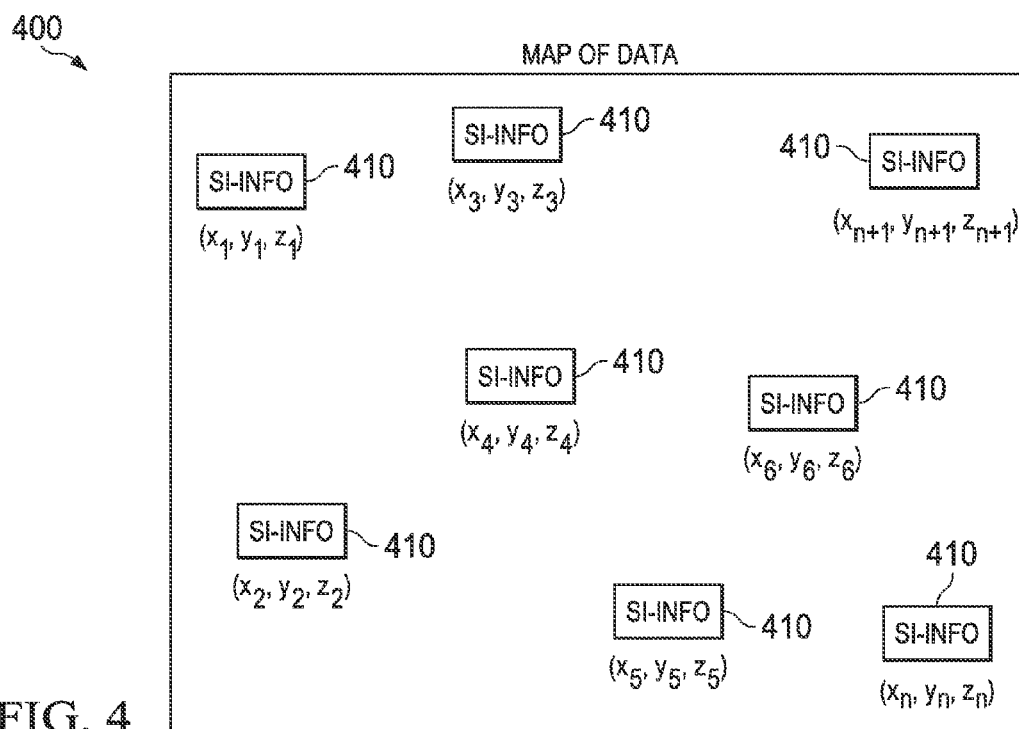 400
MAP OF DATA
SI-INFO 410
(x₃, y₃, z₃)
SI-INFO 410
(x₁, y₁, z₁)
410 SI-INFO
(xₙ₊₁, yₙ₊₁, zₙ₊₁)
SI-INFO 410
(x₄, y₄, z₄)
SI-INFO 410
(x₆, y₆, z₆)
SI-INFO 410
(x₂, y₂, z₂)
SI-INFO 410
(x₅, y₅, z₅)
410
SI-INFO
(xₙ, yₙ, zₙ)
FIG. 4